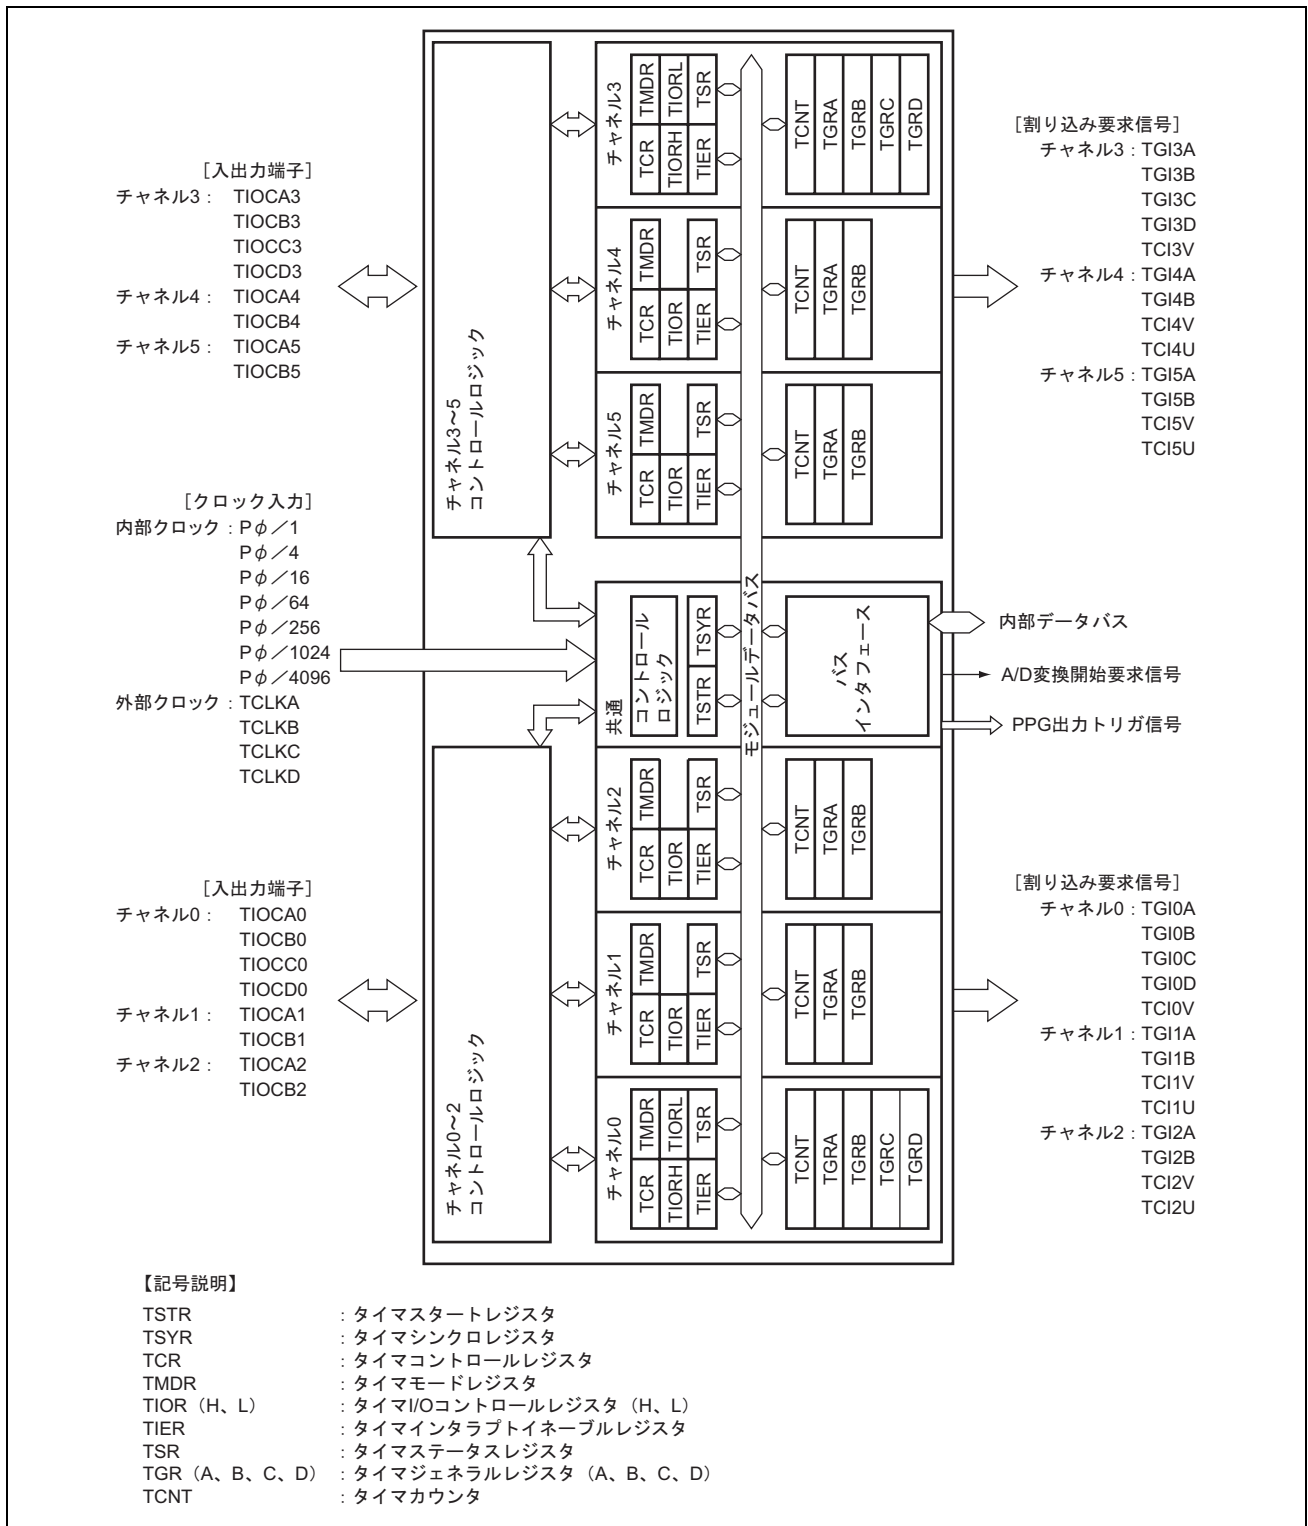 [入出力端子]
チャネル3： TIOCA3
TIOCB3
TIOCC3
TIOCD3
チャネル4： TIOCA4
TIOCB4
チャネル5： TIOCA5
TIOCB5
[クロック入力]
内部クロック：Pφ／1
Pφ／4
Pφ／16
Pφ／64
Pφ／256
Pφ／1024
Pφ／4096
外部クロック：TCLKA
TCLKB
TCLKC
TCLKD
[入出力端子]
チャネル0： TIOCA0
TIOCB0
TIOCC0
TIOCD0
チャネル1： TIOCA1
TIOCB1
チャネル2： TIOCA2
TIOCB2
チャネル3～5
コントロールロジック
チャネル0～2
コントロールロジック
チャネル3
TCR TMDR
TIORH TIORL
TIER TSR
TCNT
TGRA
TGRB
TGRC
TGRD
チャネル4
TCR TMDR
TIOR
TIER TSR
TCNT
TGRA
TGRB
チャネル5
TCR TMDR
TIOR
TIER TSR
TCNT
TGRA
TGRB
共通
コントロール
ロジック
TSTR TSYR
モジュールデータバス
バス
インタフェース
チャネル2
TCR TMDR
TIOR
TIER TSR
TCNT
TGRA
TGRB
チャネル1
TCR TMDR
TIOR
TIER TSR
TCNT
TGRA
TGRB
チャネル0
TCR TMDR
TIORH TIORL
TIER TSR
TCNT
TGRA
TGRB
TGRC
TGRD
[割り込み要求信号]
チャネル3：TGI3A
TGI3B
TGI3C
TGI3D
TCI3V
チャネル4：TGI4A
TGI4B
TCI4V
TCI4U
チャネル5：TGI5A
TGI5B
TCI5V
TCI5U
内部データバス
A/D変換開始要求信号
PPG出力トリガ信号
[割り込み要求信号]
チャネル0：TGI0A
TGI0B
TGI0C
TGI0D
TCI0V
チャネル1：TGI1A
TGI1B
TCI1V
TCI1U
チャネル2：TGI2A
TGI2B
TCI2V
TCI2U
【記号説明】
TSTR ：タイマスタートレジスタ
TSYR ：タイマシンクロレジスタ
TCR ：タイマコントロールレジスタ
TMDR ：タイマモードレジスタ
TIOR（H、L） ：タイマI/Oコントロールレジスタ（H、L）
TIER ：タイマインタラプトイネーブルレジスタ
TSR ：タイマステータスレジスタ
TGR（A、B、C、D） ：タイマジェネラルレジスタ（A、B、C、D）
TCNT ：タイマカウンタ